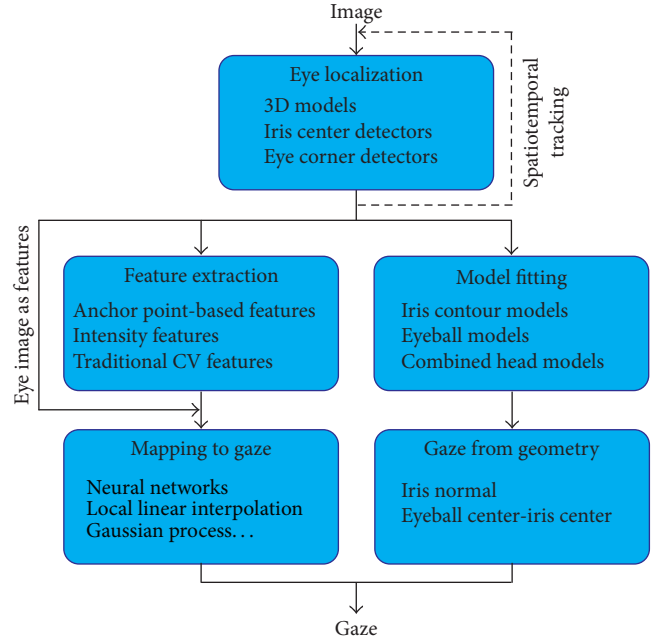 Image
Eye localization
3D models
Iris center detectors
Eye corner detectors
Spatiotemporal
tracking
Eye image as features
Feature extraction
Anchor point-based features
Intensity features
Traditional CV features
Model fitting
Iris contour models
Eyeball models
Combined head models
Mapping to gaze
Neural networks
Local linear interpolation
Gaussian process. . .
Gaze from geometry
Iris normal
Eyeball center-iris center
Gaze